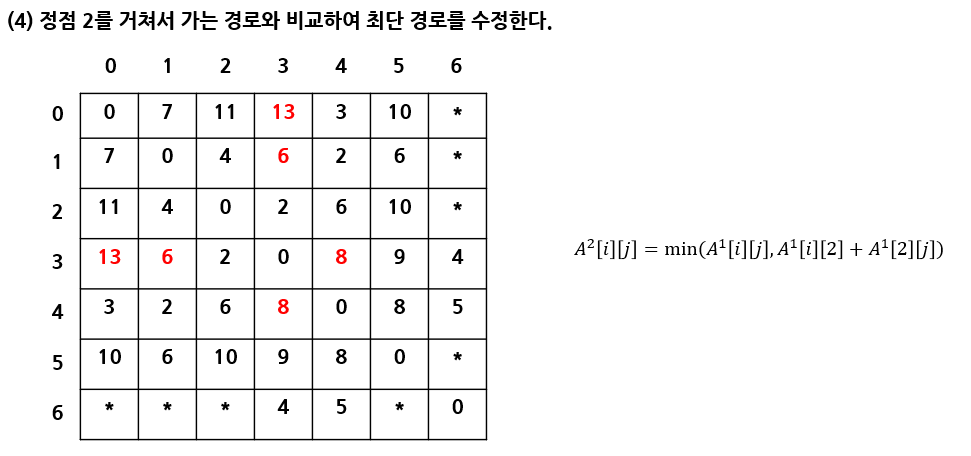 (4) 정점 2를 거쳐서 가는 경로와 비교하여 최단 경로를 수정한다.
0 1 2 3 4 5 6
0 0 7 11 13 3 10 *
1 7 0 4 6 2 6 *
2 11 4 0 2 6 10 *
3 13 6 2 0 8 9 4
4 3 2 6 8 0 8 5
5 10 6 10 9 8 0 *
6 * * * 4 5 * 0
A²[i][j] = min(A¹[i][j], A¹[i][2] + A¹[2][j])